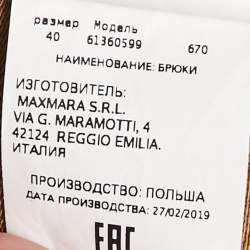 размер Модель
40 61360599 670
НАИМЕНОВАНИЕ: БРЮКИ
ИЗГОТОВИТЕЛЬ:
MAXMARA S.R.L.
VIA G. MARAMOTTI, 4
42124 REGGIO EMILIA.
ИТАЛИЯ
ПРОИЗВОДСТВО: ПОЛЬША
ДАТА ПРОИЗВОДСТВА: 27/02/2019
EAC